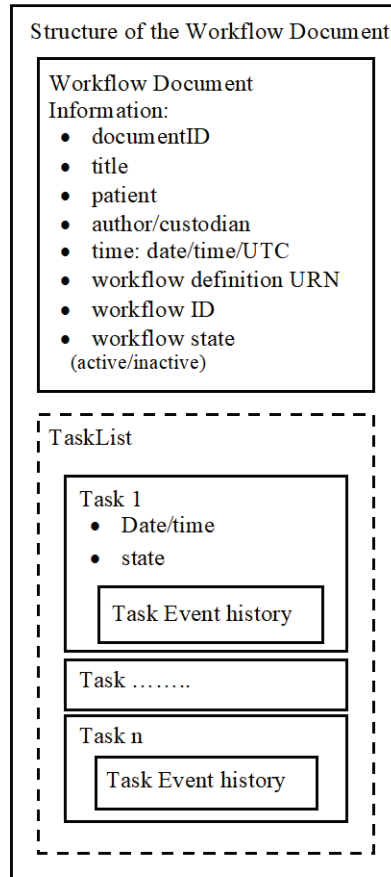 Structure of the Workflow Document
Workflow Document
Information:
• documentID
• title
• patient
• author/custodian
• time: date/time/UTC
• workflow definition URN
• workflow ID
• workflow state
(active/inactive)
TaskList
Task 1
• Date/time
• state
Task Event history
Task ……..
Task n
Task Event history